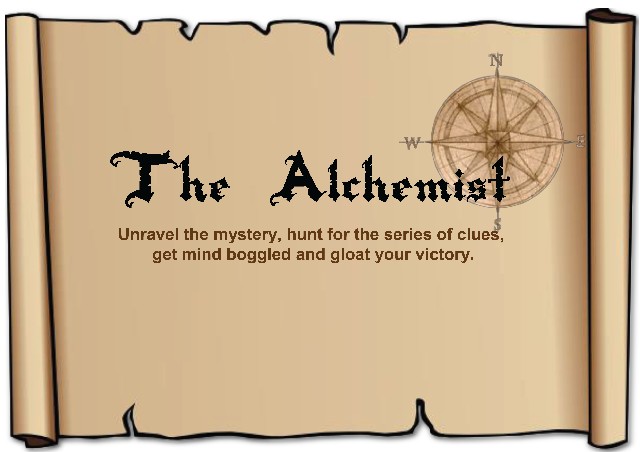 N
W E
The Alchemist
S
Unravel the mystery, hunt for the series of clues,
get mind boggled and gloat your victory.